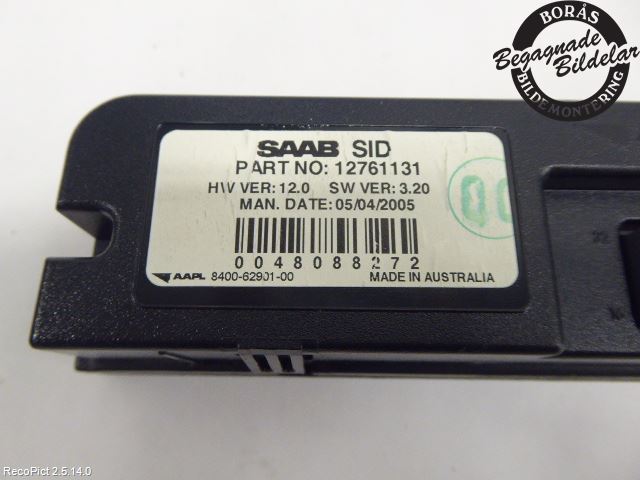 BORÅS
Begagnade
Bildelar
BILDEMONTERING
SAAB SID
PART NO: 12761131
HW VER: 12.0 SW VER: 3.20
MAN. DATE: 05/04/2005
0048088272
AAPL 8400-62901-00 MADE IN AUSTRALIA
RecoPict 2.5.14.0